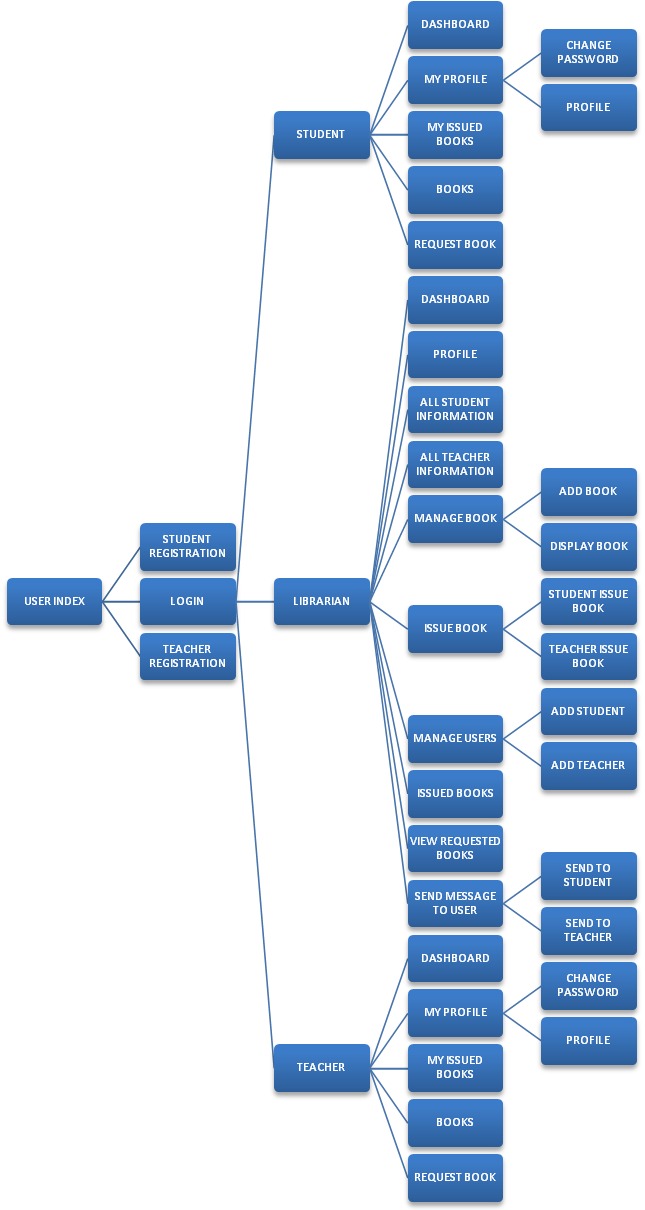 DASHBOARD
MY PROFILE
CHANGE
PASSWORD
PROFILE
STUDENT
MY ISSUED
BOOKS
BOOKS
REQUEST BOOK
DASHBOARD
PROFILE
ALL STUDENT
INFORMATION
ALL TEACHER
INFORMATION
MANAGE BOOK
ADD BOOK
DISPLAY BOOK
STUDENT
REGISTRATION
USER INDEX
LOGIN
LIBRARIAN
TEACHER
REGISTRATION
ISSUE BOOK
STUDENT ISSUE
BOOK
TEACHER ISSUE
BOOK
MANAGE USERS
ADD STUDENT
ADD TEACHER
ISSUED BOOKS
VIEW REQUESTED
BOOKS
SEND MESSAGE
TO USER
SEND TO
STUDENT
SEND TO
TEACHER
DASHBOARD
MY PROFILE
CHANGE
PASSWORD
PROFILE
TEACHER
MY ISSUED
BOOKS
BOOKS
REQUEST BOOK